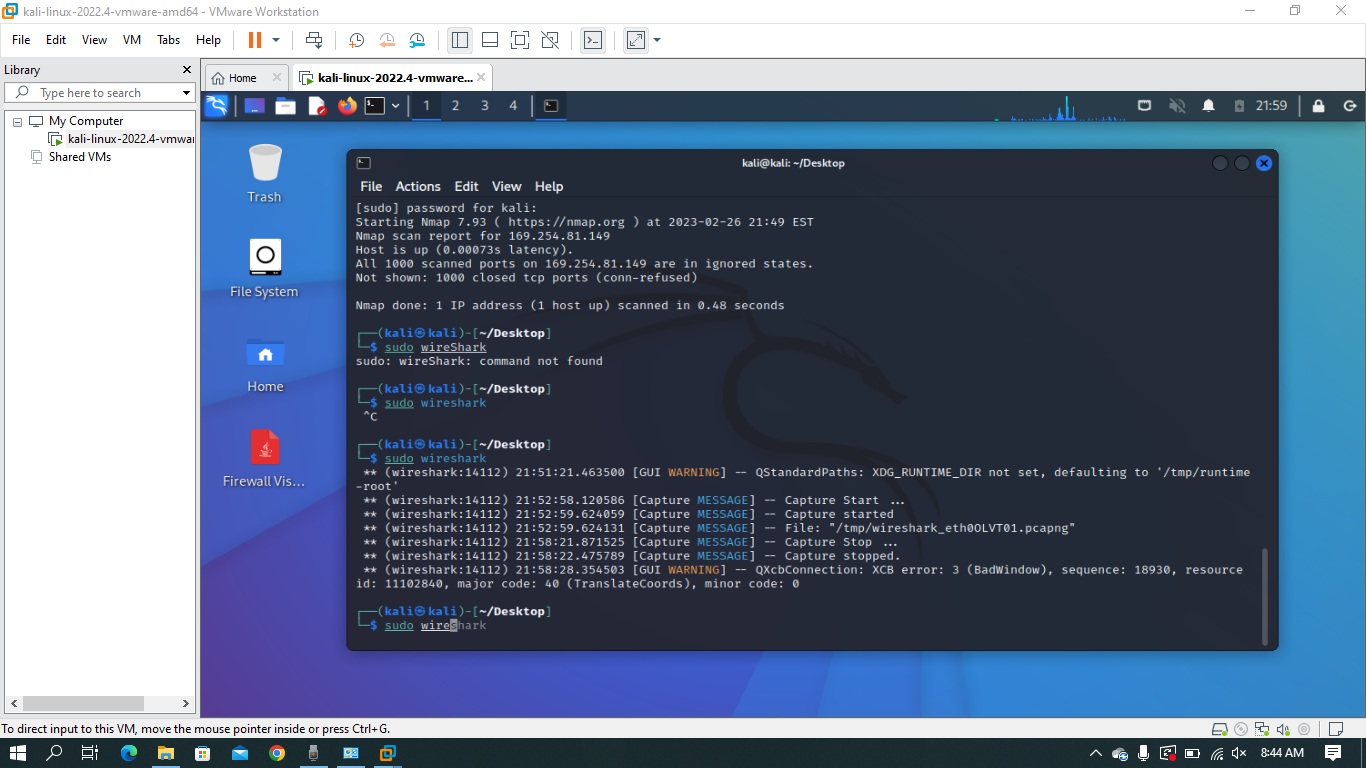 kali-linux-2022.4-vmware-amd64 - VMware Workstation
File Edit View VM Tabs Help
Library
Type here to search
My Computer
kali-linux-2022.4-vmwar
Shared VMs
Home
kali-linux-2022.4-vmware...
1 2 3 4
21:59
Trash
File System
Home
Firewall Vis...
kali@kali: ~/Desktop
File Actions Edit View Help
[sudo] password for kali:
Starting Nmap 7.93 ( https://nmap.org ) at 2023-02-26 21:49 EST
Nmap scan report for 169.254.81.149
Host is up (0.00073s latency).
All 1000 scanned ports on 169.254.81.149 are in ignored states.
Not shown: 1000 closed tcp ports (conn-refused)
Nmap done: 1 IP address (1 host up) scanned in 0.48 seconds
┌──(kali㉿kali)-[~/Desktop]
└─$ sudo wireShark
sudo: wireShark: command not found
┌──(kali㉿kali)-[~/Desktop]
└─$ sudo wireshark
^C
┌──(kali㉿kali)-[~/Desktop]
└─$ sudo wireshark
** (wireshark:14112) 21:51:21.463500 [GUI WARNING] -- QStandardPaths: XDG_RUNTIME_DIR not set, defaulting to '/tmp/runtime
-root'
** (wireshark:14112) 21:52:58.120586 [Capture MESSAGE] -- Capture Start ...
** (wireshark:14112) 21:52:59.624059 [Capture MESSAGE] -- Capture started
** (wireshark:14112) 21:52:59.624131 [Capture MESSAGE] -- File: "/tmp/wireshark_eth0OLVT01.pcapng"
** (wireshark:14112) 21:58:21.871525 [Capture MESSAGE] -- Capture Stop ...
** (wireshark:14112) 21:58:22.475789 [Capture MESSAGE] -- Capture stopped.
** (wireshark:14112) 21:58:28.354503 [GUI WARNING] -- QXcbConnection: XCB error: 3 (BadWindow), sequence: 18930, resource
id: 11102840, major code: 40 (TranslateCoords), minor code: 0
┌──(kali㉿kali)-[~/Desktop]
└─$ sudo wireshark
To direct input to this VM, move the mouse pointer inside or press Ctrl+G.
8:44 AM